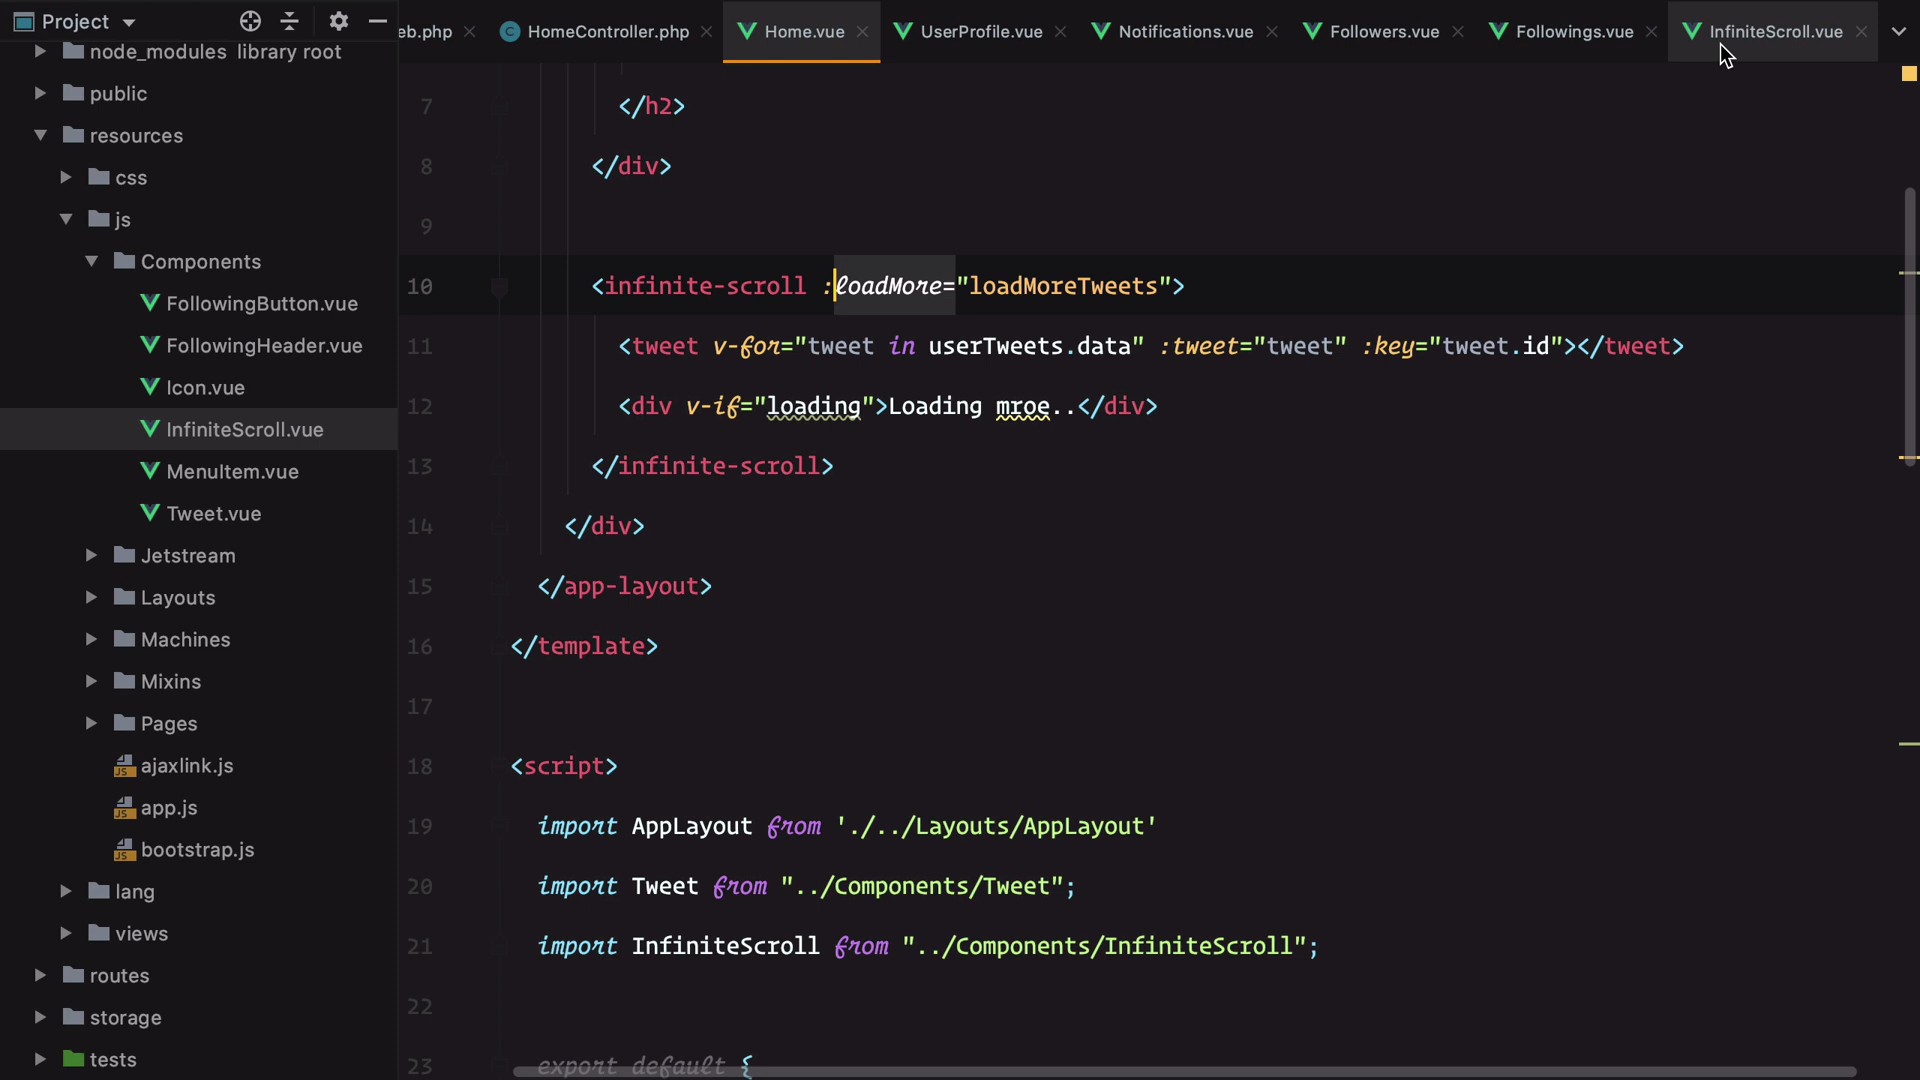 Project
eb.php
HomeController.php
Home.vue
UserProfile.vue
Notifications.vue
Followers.vue
Followings.vue
InfiniteScroll.vue
node_modules library root
public
resources
css
js
Components
FollowingButton.vue
FollowingHeader.vue
Icon.vue
InfiniteScroll.vue
MenuItem.vue
Tweet.vue
Jetstream
Layouts
Machines
Mixins
Pages
ajaxlink.js
app.js
bootstrap.js
lang
views
routes
storage
tests
7 </h2>
8 </div>
9
10 <infinite-scroll :loadMore="loadMoreTweets">
11 <tweet v-for="tweet in userTweets.data" :tweet="tweet" :key="tweet.id"></tweet>
12 <div v-if="loading">Loading mroe..</div>
13 </infinite-scroll>
14 </div>
15 </app-layout>
16 </template>
17
18 <script>
19 import AppLayout from './../Layouts/AppLayout'
20 import Tweet from "../Components/Tweet";
21 import InfiniteScroll from "../Components/InfiniteScroll";
22
23 export default {